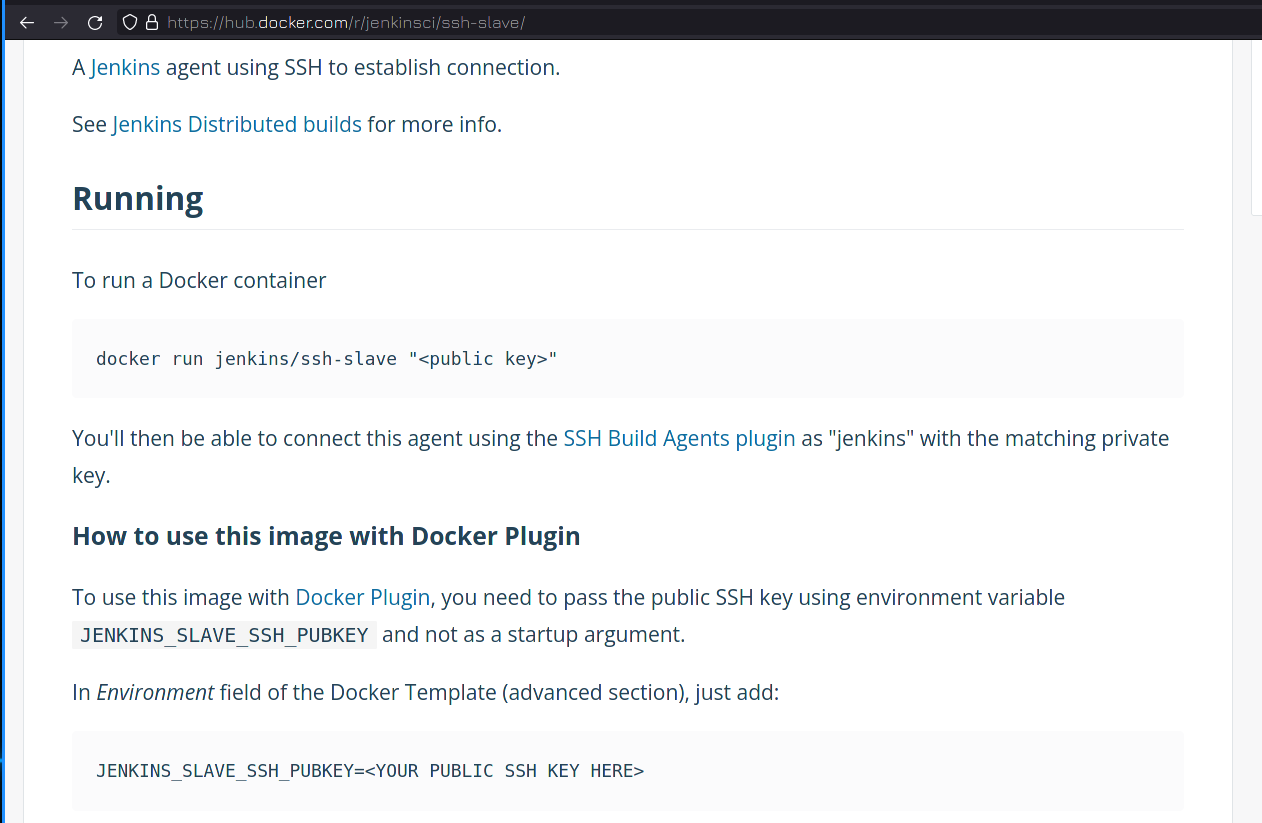 https://hub.docker.com/r/jenkinsci/ssh-slave/
A Jenkins agent using SSH to establish connection.
See Jenkins Distributed builds for more info.
Running
To run a Docker container
docker run jenkins/ssh-slave "<public key>"
You'll then be able to connect this agent using the SSH Build Agents plugin as "jenkins" with the matching private
key.
How to use this image with Docker Plugin
To use this image with Docker Plugin, you need to pass the public SSH key using environment variable
JENKINS_SLAVE_SSH_PUBKEY and not as a startup argument.
In Environment field of the Docker Template (advanced section), just add:
JENKINS_SLAVE_SSH_PUBKEY=<YOUR PUBLIC SSH KEY HERE>